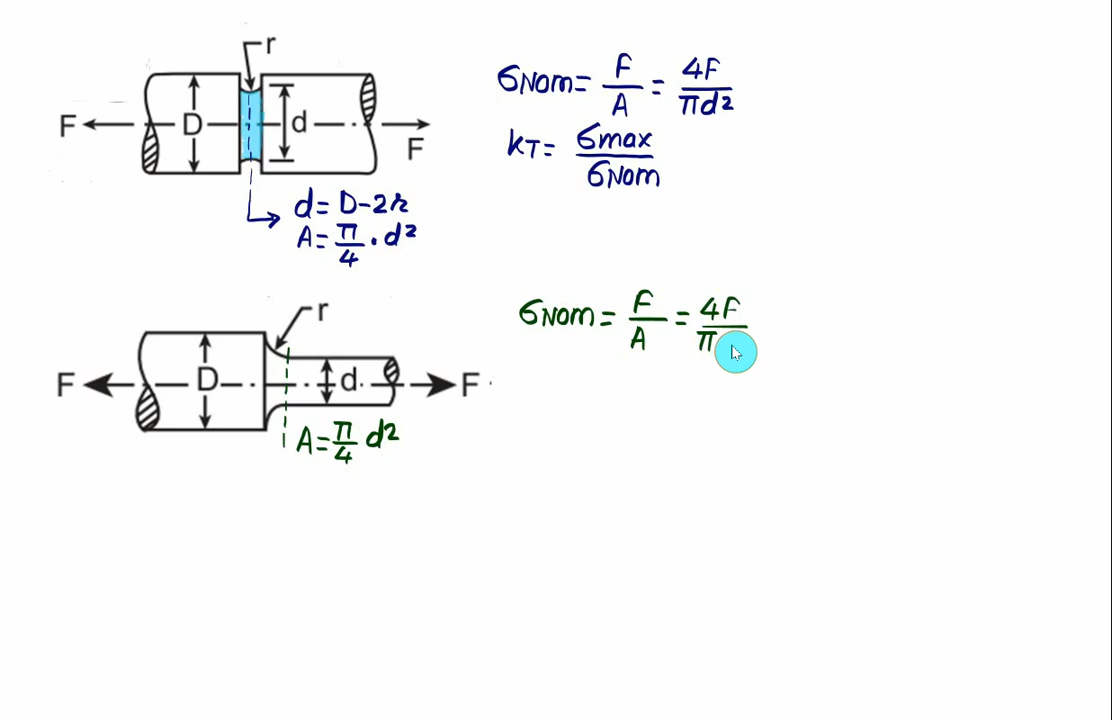 r
F D d F
d = D-2r
A = π/4 . d²
σNom = F/A = 4F/πd²
kT = σmax/σNom
r
F D d F
A = π/4 d²
σNom = F/A = 4F/π